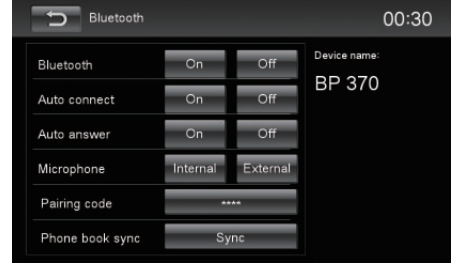 Bluetooth 00:30
Bluetooth On Off
Auto connect On Off
Auto answer On Off
Microphone Internal External
Pairing code ****
Phone book sync Sync
Device name:
BP 370